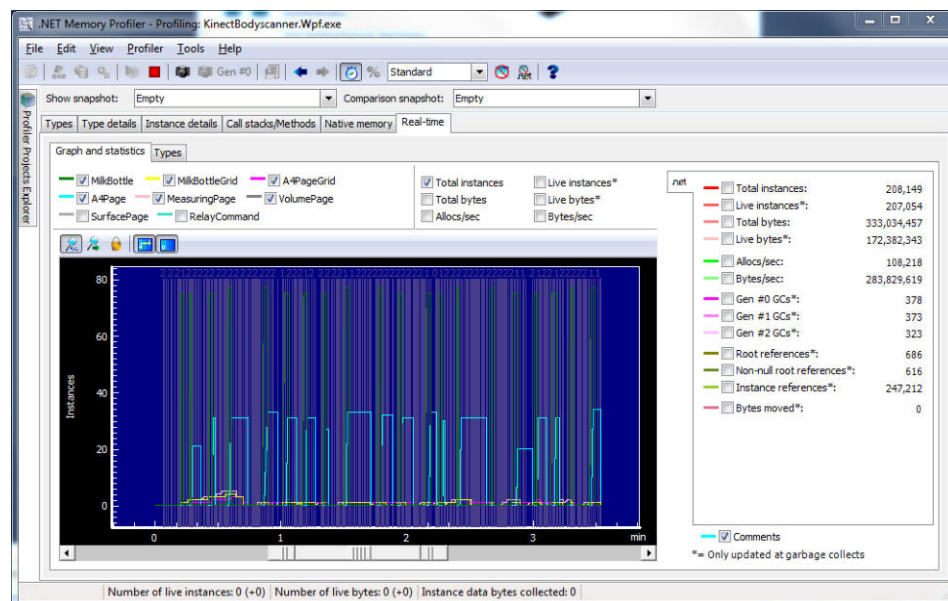 .NET Memory Profiler - Profiling: KinectBodyscanner.Wpf.exe
File Edit View Profiler Tools Help
Gen #0 % Standard
Show snapshot: Empty Comparison snapshot: Empty
Types Type details Instance details Call stacks/Methods Native memory Real-time
Profiler Projects Explorer
Graph and statistics Types
MilkBottle MilkBottleGrid A4PageGrid
A4Page MeasuringPage VolumePage
SurfacePage RelayCommand
Total instances Live instances*
Total bytes Live bytes*
Allocs/sec Bytes/sec
.net
Total instances: 208,149
Live instances*: 207,054
Total bytes: 333,034,457
Live bytes*: 172,382,343
Allocs/sec: 108,218
Bytes/sec: 283,829,619
Gen #0 GCs*: 378
Gen #1 GCs*: 373
Gen #2 GCs*: 323
Root references*: 686
Non-null root references*: 616
Instance references*: 247,212
Bytes moved*: 0
80
60
40
20
0
Instances
0 1 2 3 min
Comments
*= Only updated at garbage collects
Number of live instances: 0 (+0) Number of live bytes: 0 (+0) Instance data bytes collected: 0